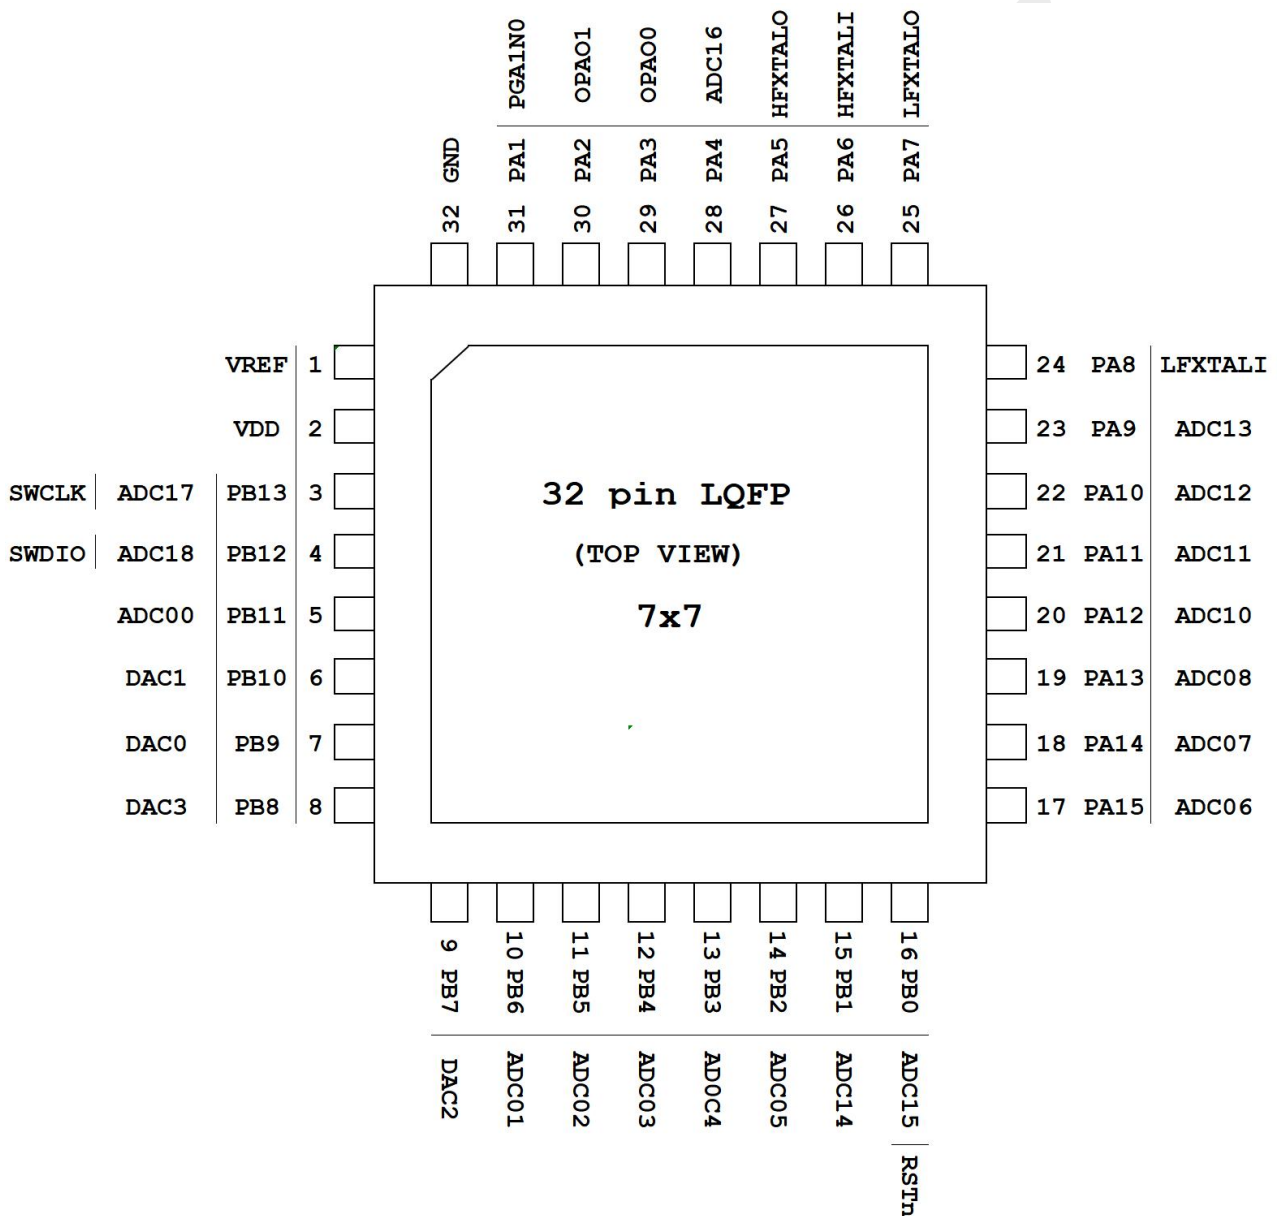 PGA1N0 OPAO1 OPAO0 ADC16 HFXTALO HFXTALI LFXTALO
GND PA1 PA2 PA3 PA4 PA5 PA6 PA7
32 31 30 29 28 27 26 25
VREF 1
24 PA8 LFXTALI
VDD 2
23 PA9 ADC13
SWCLK ADC17 PB13 3
32 pin LQFP
22 PA10 ADC12
SWDIO ADC18 PB12 4
(TOP VIEW)
21 PA11 ADC11
ADC00 PB11 5
7x7
20 PA12 ADC10
DAC1 PB10 6
19 PA13 ADC08
DAC0 PB9 7
18 PA14 ADC07
DAC3 PB8 8
17 PA15 ADC06
9 10 11 12 13 14 15 16
PB7 PB6 PB5 PB4 PB3 PB2 PB1 PB0
DAC2 ADC01 ADC02 ADC03 AD0C4 ADC05 ADC14 ADC15
RSTn